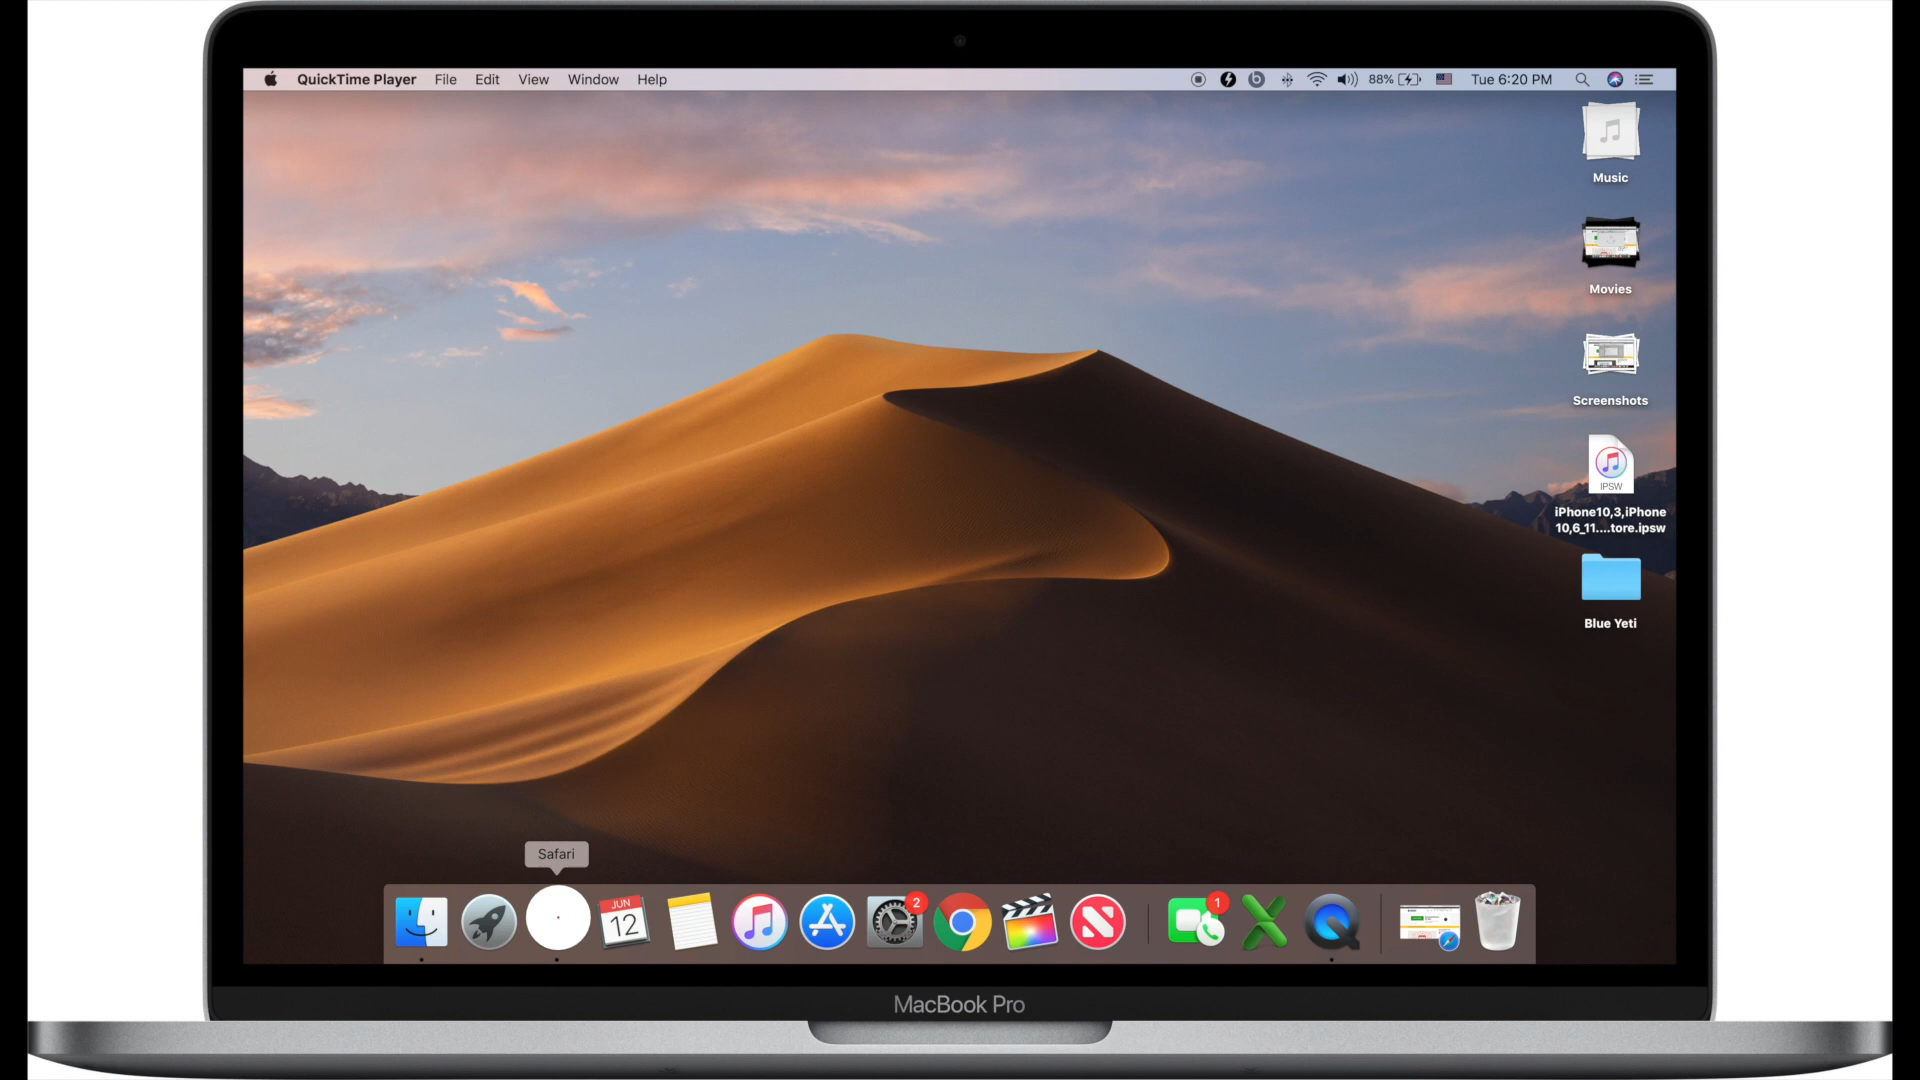 QuickTime Player File Edit View Window Help 88% Tue 6:20 PM
Music
Movies
Screenshots
IPSW
iPhone10,3,iPhone
10,6_11....tore.ipsw
Blue Yeti
Safari
JUN
12
2
1
MacBook Pro